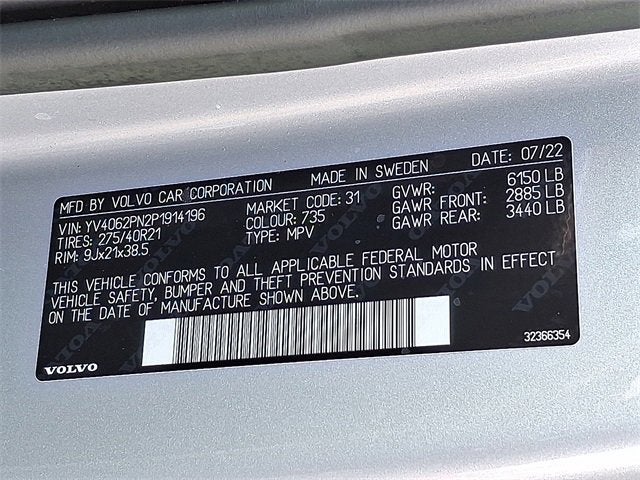 MFD BY VOLVO CAR CORPORATION MADE IN SWEDEN DATE: 07/22
VIN: YV4062PN2P1914196 MARKET CODE: 31 GVWR: 6150 LB
TIRES: 275/40R21 COLOUR: 735 GAWR FRONT: 2885 LB
RIM: 9Jx21x38.5 TYPE: MPV GAWR REAR: 3440 LB
THIS VEHICLE CONFORMS TO ALL APPLICABLE FEDERAL MOTOR
VEHICLE SAFETY, BUMPER AND THEFT PREVENTION STANDARDS IN EFFECT
ON THE DATE OF MANUFACTURE SHOWN ABOVE.
32366354
VOLVO